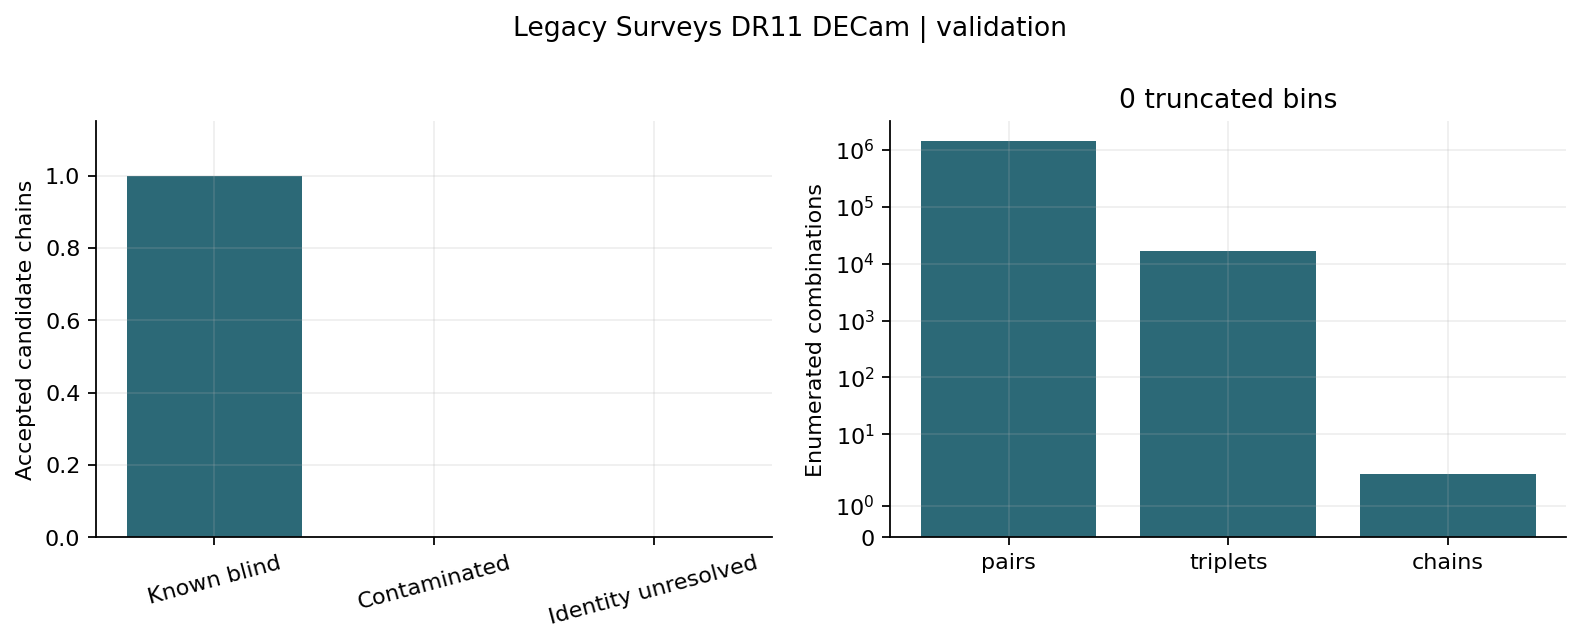 Legacy Surveys DR11 DECam | validation
Accepted candidate chains
1.0
0.8
0.6
0.4
0.2
0.0
Known blind
Contaminated
Identity unresolved
0 truncated bins
Enumerated combinations
10⁶
10⁵
10⁴
10³
10²
10¹
10⁰
0
pairs
triplets
chains